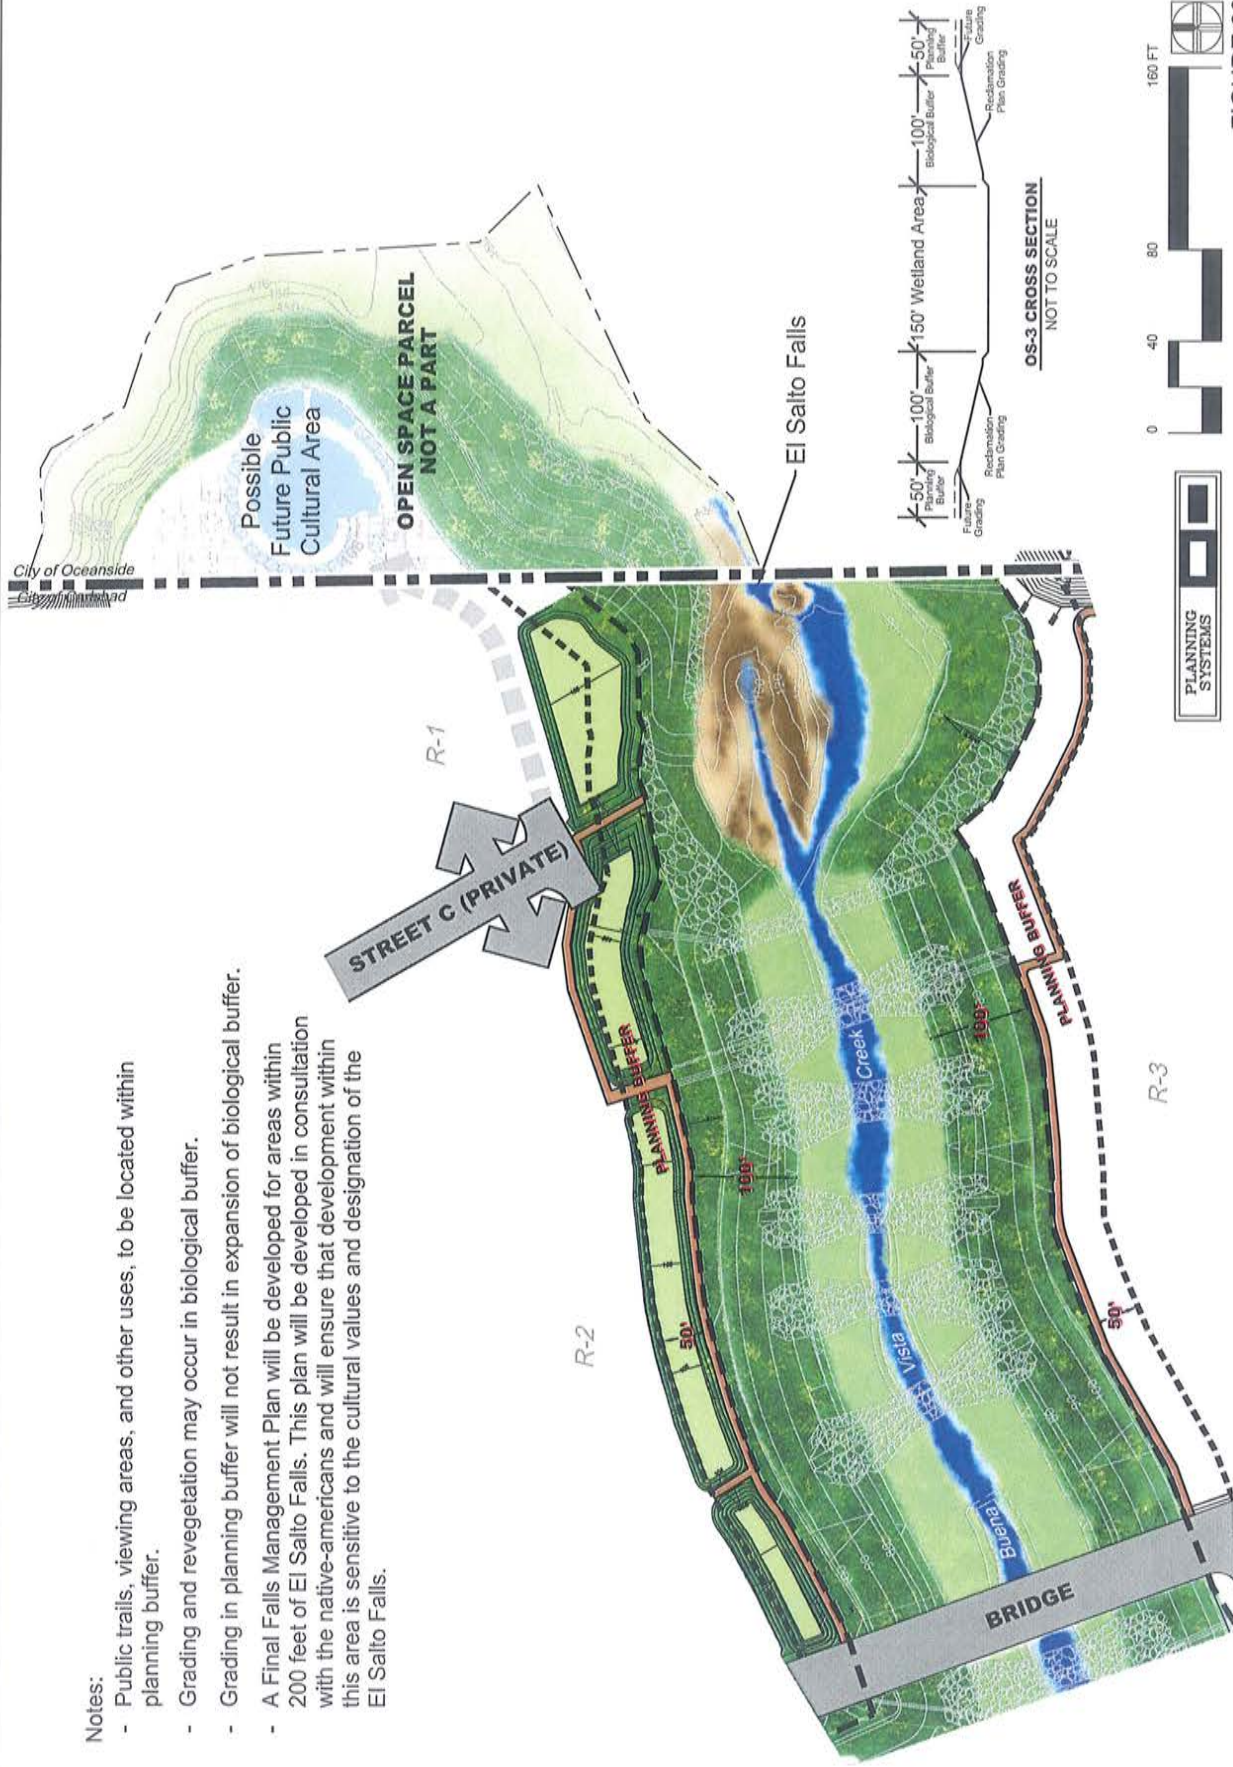 Notes:
- Public trails, viewing areas, and other uses, to be located within
planning buffer.
- Grading and revegetation may occur in biological buffer.
- Grading in planning buffer will not result in expansion of biological buffer.
- A Final Falls Management Plan will be developed for areas within
200 feet of El Salto Falls. This plan will be developed in consultation
with the native-americans and will ensure that development within
this area is sensitive to the cultural values and designation of the
El Salto Falls.
City of Oceanside
City of Carlsbad
Possible
Future Public
Cultural Area
OPEN SPACE PARCEL
NOT A PART
R-1
STREET C (PRIVATE)
El Salto Falls
R-2
PLANNING BUFFER
100'
50'
Buena
Vista
Creek
BRIDGE
PLANNING BUFFER
100'
50'
R-3
50'
Planning
Buffer
100'
Biological Buffer
150' Wetland Area
100'
Biological Buffer
50'
Planning
Buffer
Future
Grading
Reclamation
Plan Grading
Reclamation
Plan Grading
Future
Grading
OS-3 CROSS SECTION
NOT TO SCALE
PLANNING
SYSTEMS
0
40
80
160 FT